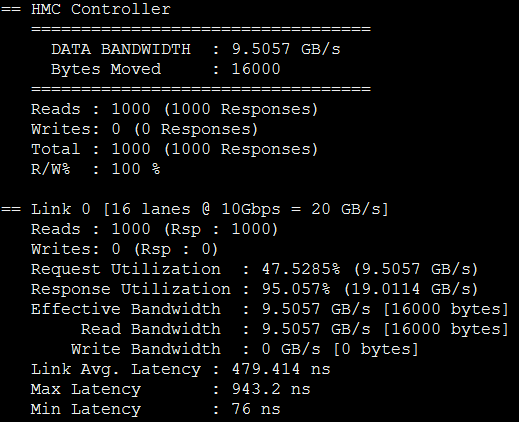 == HMC Controller
==================================
DATA BANDWIDTH : 9.5057 GB/s
Bytes Moved : 16000
==================================
Reads : 1000 (1000 Responses)
Writes: 0 (0 Responses)
Total : 1000 (1000 Responses)
R/W% : 100 %
== Link 0 [16 lanes @ 10Gbps = 20 GB/s]
Reads : 1000 (Rsp : 1000)
Writes: 0 (Rsp : 0)
Request Utilization : 47.5285% (9.5057 GB/s)
Response Utilization : 95.057% (19.0114 GB/s)
Effective Bandwidth : 9.5057 GB/s [16000 bytes]
Read Bandwidth : 9.5057 GB/s [16000 bytes]
Write Bandwidth : 0 GB/s [0 bytes]
Link Avg. Latency : 479.414 ns
Max Latency : 943.2 ns
Min Latency : 76 ns